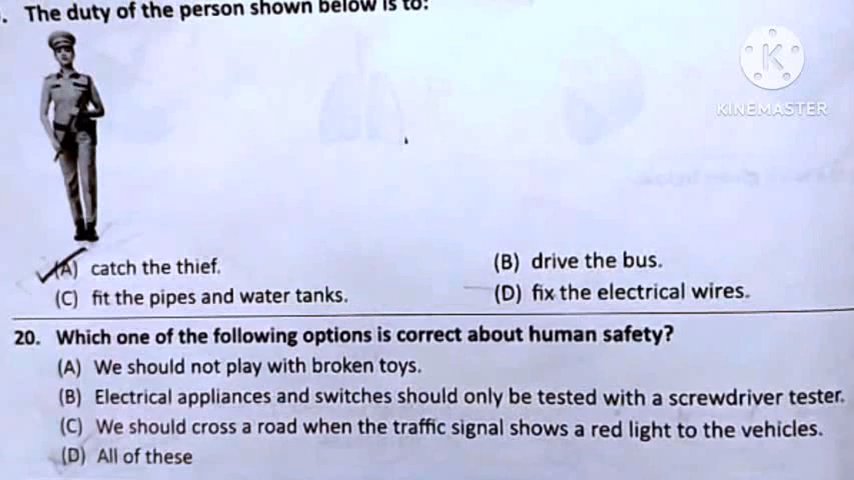 . The duty of the person shown below is to:
K
KINEMASTER
(A) catch the thief.
(B) drive the bus.
(C) fit the pipes and water tanks.
(D) fix the electrical wires.
20. Which one of the following options is correct about human safety?
(A) We should not play with broken toys.
(B) Electrical appliances and switches should only be tested with a screwdriver tester.
(C) We should cross a road when the traffic signal shows a red light to the vehicles.
(D) All of these